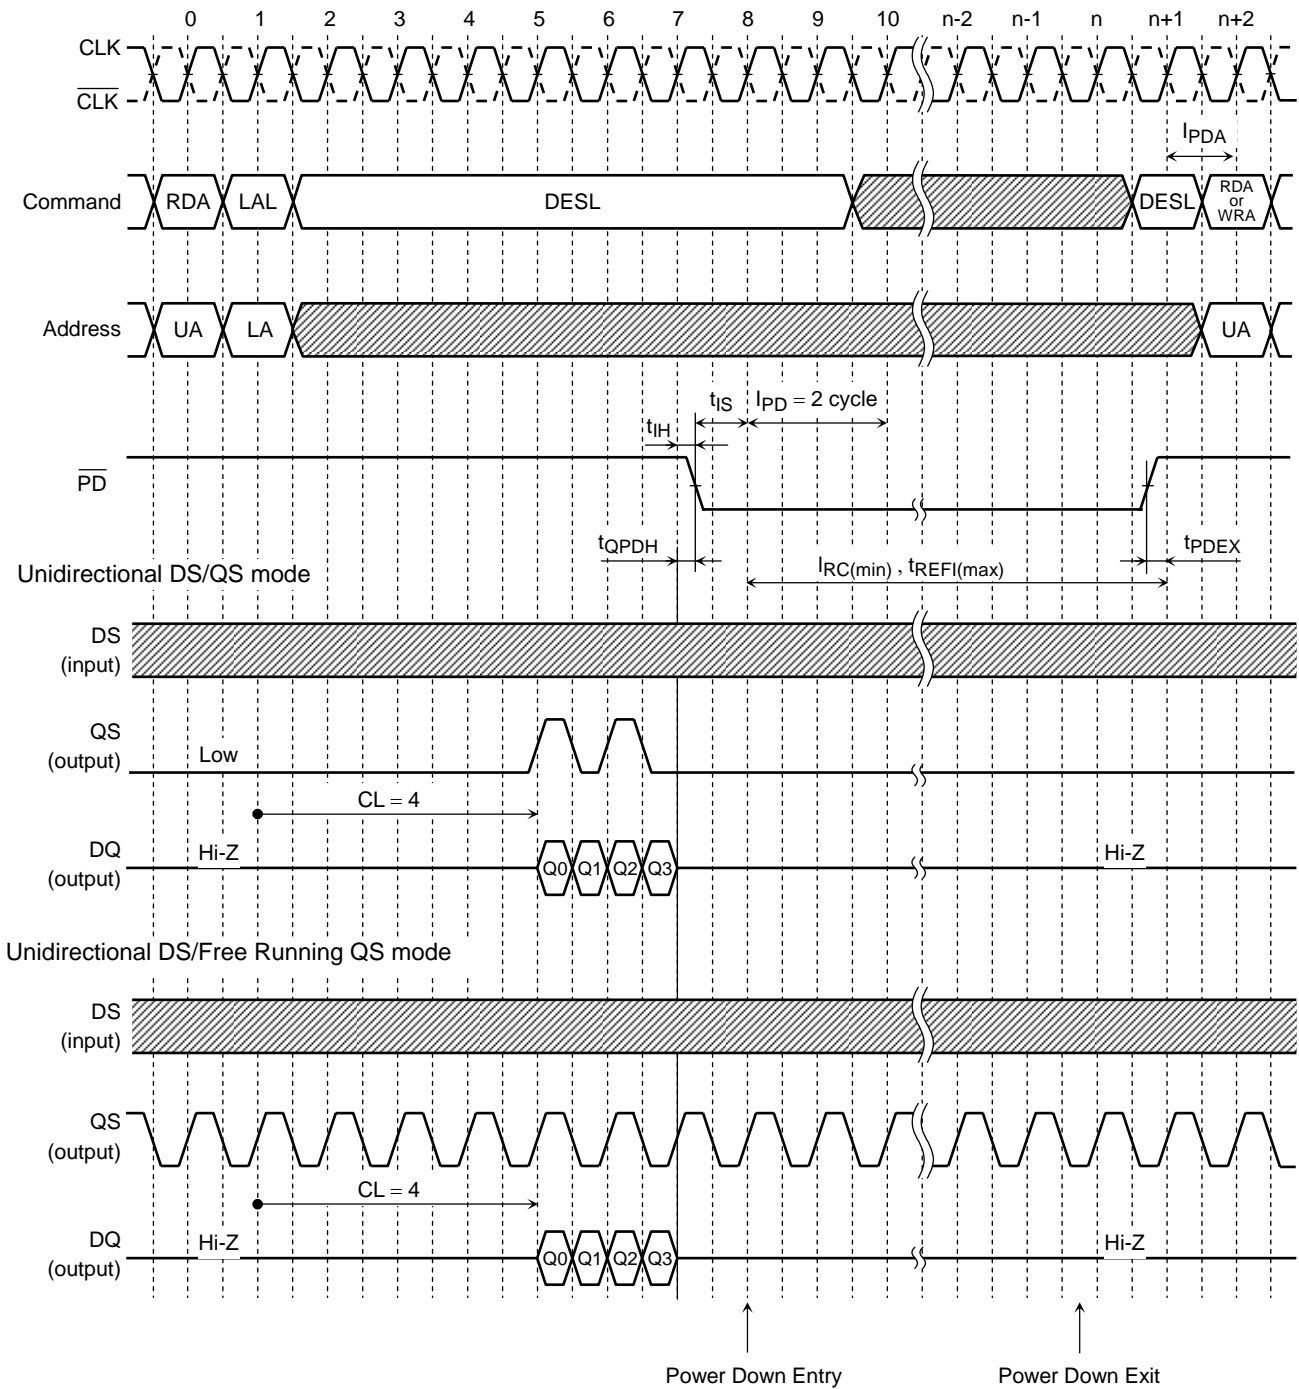 0 1 2 3 4 5 6 7 8 9 10 n-2 n-1 n n+1 n+2
CLK
CLK
IPDA
Command RDA LAL DESL DESL RDA or WRA
Address UA LA UA
tIS IPD = 2 cycle
tIH
PD
tQPDH tPDEX
Unidirectional DS/QS mode
IRC(min) , tREFI(max)
DS
(input)
QS
(output)
Low
CL = 4
DQ
(output)
Hi-Z Q0 Q1 Q2 Q3 Hi-Z
Unidirectional DS/Free Running QS mode
DS
(input)
QS
(output)
CL = 4
DQ
(output)
Hi-Z Q0 Q1 Q2 Q3 Hi-Z
Power Down Entry Power Down Exit